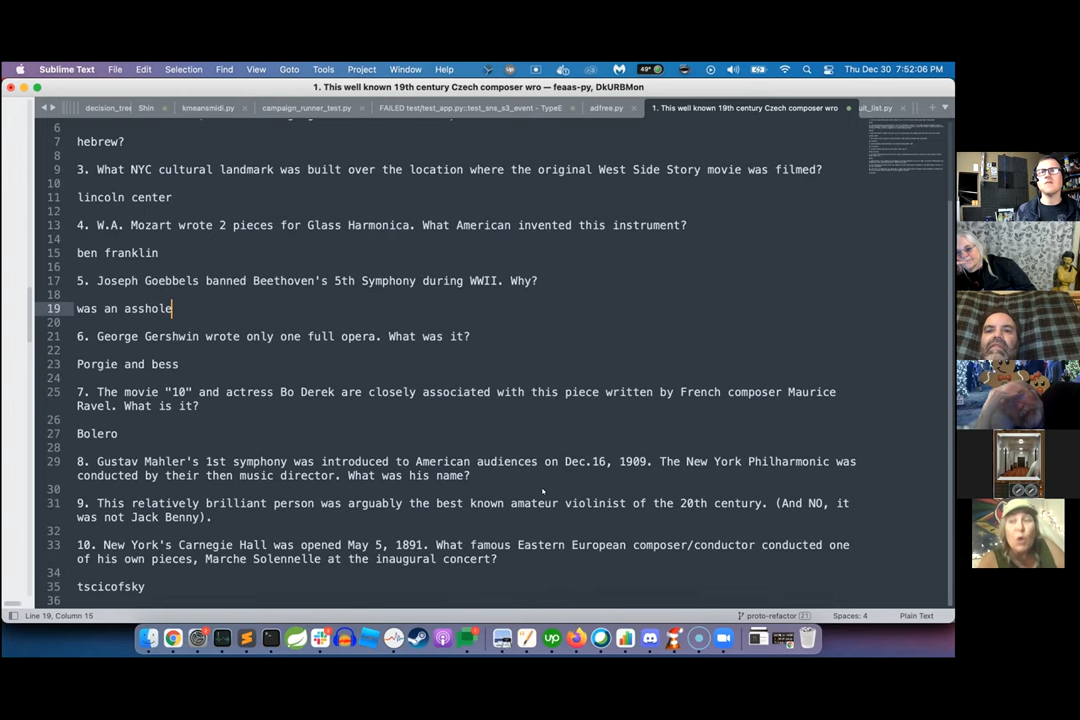 Sublime Text File Edit Selection Find View Goto Tools Project Window Help 49° Thu Dec 30 7:52:06 PM
1. This well known 19th century Czech composer wro — feaas-py, DkURBMon
decision_tree Shin kmeansmidi.py campaign_runner_test.py FAILED test/test_app.py::test_sns_s3_event - TypeE adfree.py 1. This well known 19th century Czech composer wro uit_list.py
6
7 hebrew?
8
9 3. What NYC cultural landmark was built over the location where the original West Side Story movie was filmed?
10
11 lincoln center
12
13 4. W.A. Mozart wrote 2 pieces for Glass Harmonica. What American invented this instrument?
14
15 ben franklin
16
17 5. Joseph Goebbels banned Beethoven's 5th Symphony during WWII. Why?
18
19 was an asshole
20
21 6. George Gershwin wrote only one full opera. What was it?
22
23 Porgie and bess
24
25 7. The movie "10" and actress Bo Derek are closely associated with this piece written by French composer Maurice
Ravel. What is it?
26
27 Bolero
28
29 8. Gustav Mahler's 1st symphony was introduced to American audiences on Dec.16, 1909. The New York Philharmonic was
conducted by their then music director. What was his name?
30
31 9. This relatively brilliant person was arguably the best known amateur violinist of the 20th century. (And NO, it
was not Jack Benny).
32
33 10. New York's Carnegie Hall was opened May 5, 1891. What famous Eastern European composer/conductor conducted one
of his own pieces, Marche Solennelle at the inaugural concert?
34
35 tscicofsky
36
Line 19, Column 15 proto-refactor 21 Spaces: 4 Plain Text